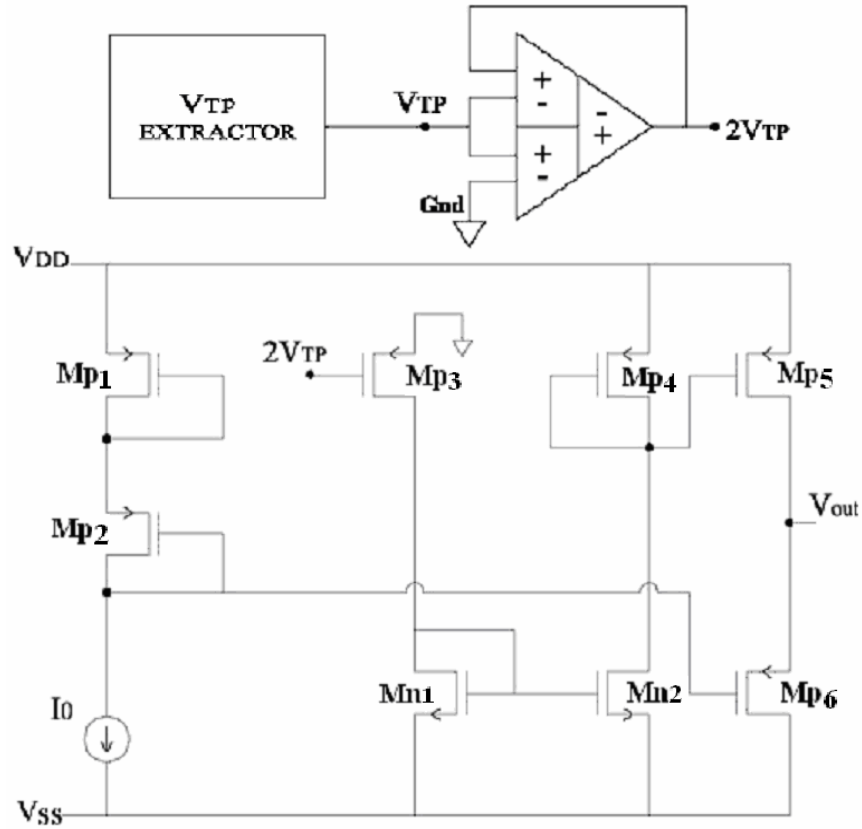 VTP
EXTRACTOR
VTP
+
-
+
-
-
+
2VTP
Gnd
VDD
2VTP
Mp1
Mp3
Mp4
Mp5
Mp2
Vout
Mn1
Mn2
Mp6
I0
VSS